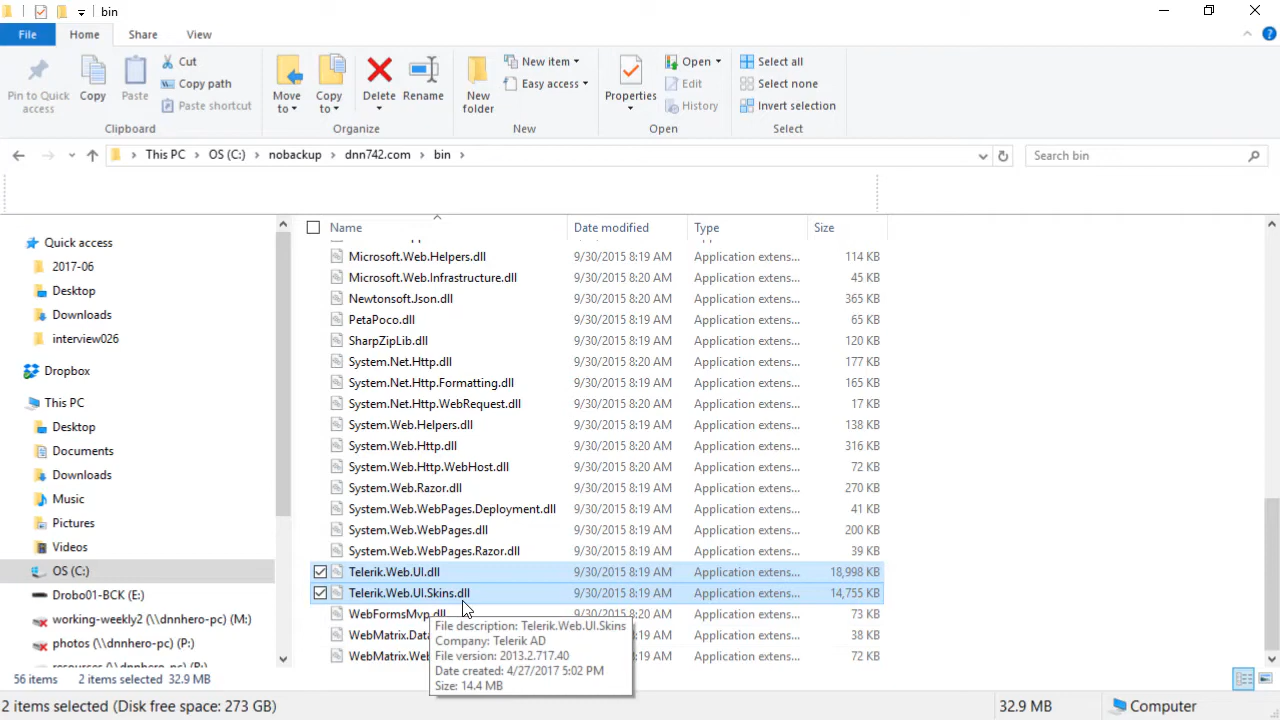 bin
File
Home
Share
View
Pin to Quick access
Copy
Paste
Cut
Copy path
Paste shortcut
Clipboard
Move to
Copy to
Delete
Rename
Organize
New folder
New item
Easy access
New
Properties
Open
Edit
History
Open
Select all
Select none
Invert selection
Select
This PC > OS (C:) > nobackup > dnn742.com > bin >
Search bin
Quick access
2017-06
Desktop
Downloads
interview026
Dropbox
This PC
Desktop
Documents
Downloads
Music
Pictures
Videos
OS (C:)
Drobo01-BCK (E:)
working-weekly2 (\\dnnhero-pc) (M:)
photos (\\dnnhero-pc) (P:)
resources (\\dnnhero-pc) (R:)
Name Date modified Type Size
Microsoft.Web.Helpers.dll 9/30/2015 8:19 AM Application extens... 114 KB
Microsoft.Web.Infrastructure.dll 9/30/2015 8:20 AM Application extens... 45 KB
Newtonsoft.Json.dll 9/30/2015 8:19 AM Application extens... 365 KB
PetaPoco.dll 9/30/2015 8:19 AM Application extens... 65 KB
SharpZipLib.dll 9/30/2015 8:19 AM Application extens... 120 KB
System.Net.Http.dll 9/30/2015 8:20 AM Application extens... 177 KB
System.Net.Http.Formatting.dll 9/30/2015 8:19 AM Application extens... 165 KB
System.Net.Http.WebRequest.dll 9/30/2015 8:20 AM Application extens... 17 KB
System.Web.Helpers.dll 9/30/2015 8:19 AM Application extens... 138 KB
System.Web.Http.dll 9/30/2015 8:20 AM Application extens... 316 KB
System.Web.Http.WebHost.dll 9/30/2015 8:20 AM Application extens... 72 KB
System.Web.Razor.dll 9/30/2015 8:19 AM Application extens... 270 KB
System.Web.WebPages.Deployment.dll 9/30/2015 8:19 AM Application extens... 41 KB
System.Web.WebPages.dll 9/30/2015 8:19 AM Application extens... 200 KB
System.Web.WebPages.Razor.dll 9/30/2015 8:19 AM Application extens... 39 KB
Telerik.Web.UI.dll 9/30/2015 8:19 AM Application extens... 18,998 KB
Telerik.Web.UI.Skins.dll 9/30/2015 8:19 AM Application extens... 14,755 KB
WebFormsMvp.dll 9/30/2015 8:20 AM Application extens... 73 KB
WebMatrix.Data 8:19 AM Application extens... 38 KB
WebMatrix.Web 8:19 AM Application extens... 72 KB
File description: Telerik.Web.UI.Skins
Company: Telerik AD
File version: 2013.2.717.40
Date created: 4/27/2017 5:02 PM
Size: 14.4 MB
56 items 2 items selected 32.9 MB
2 items selected (Disk free space: 273 GB) 32.9 MB Computer